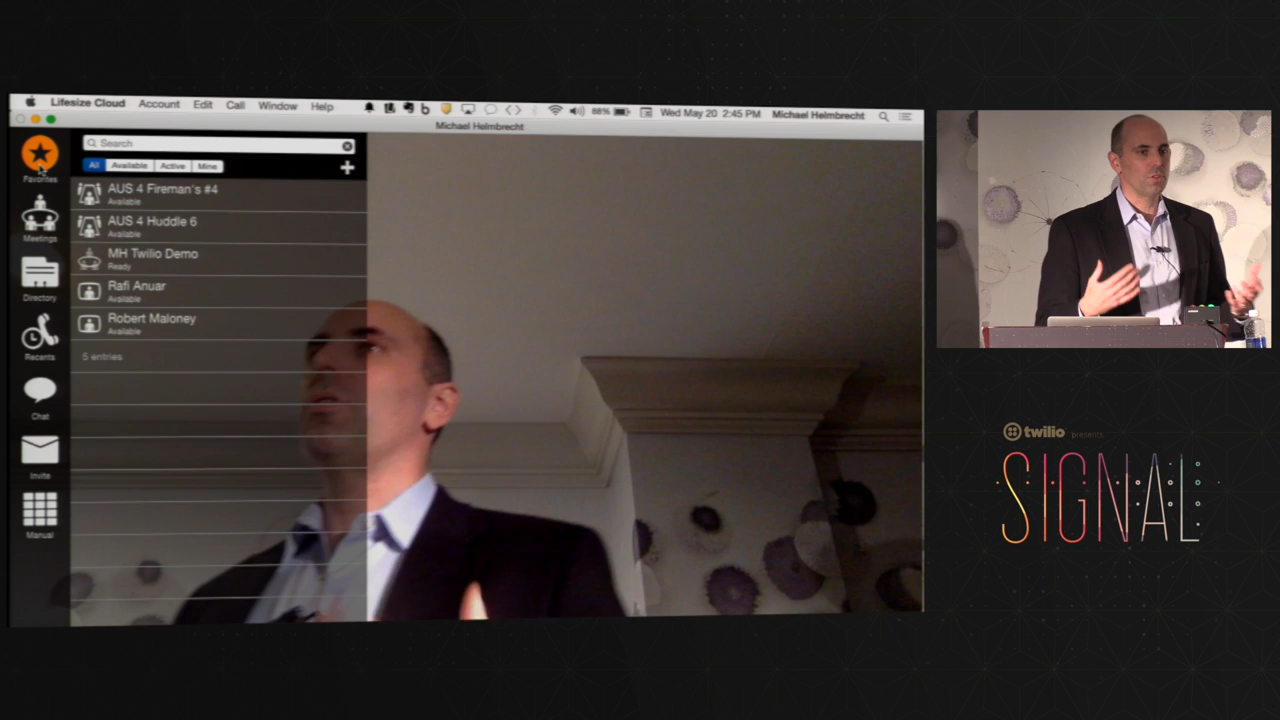 Lifesize Cloud Account Edit Call Window Help 88% Wed May 20 2:45 PM Michael Helmbrecht
Michael Helmbrecht
Search
All Available Active Mine
Favorites
AUS 4 Fireman's #4
Available
AUS 4 Huddle 6
Available
Meetings
MH Twilio Demo
Ready
Rafi Anuar
Available
Directory
Robert Maloney
Available
Recents
5 entries
Chat
Invite
Manual
twilio presents
SIGNAL